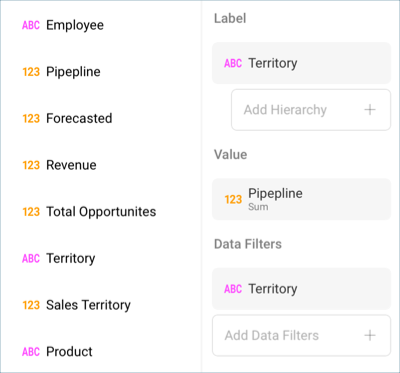 ABC Employee
123 Pipepline
123 Forecasted
123 Revenue
123 Total Opportunites
ABC Territory
123 Sales Territory
ABC Product
Label
ABC Territory
Add Hierarchy +
Value
123 Pipepline
Sum
Data Filters
ABC Territory
Add Data Filters +